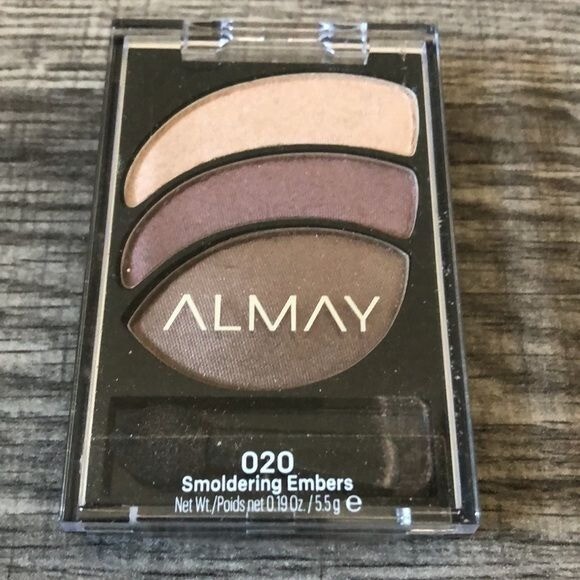 ALMAY
020
Smoldering Embers
Net Wt./Poids net 0.19 Oz. / 5.5 g ℮